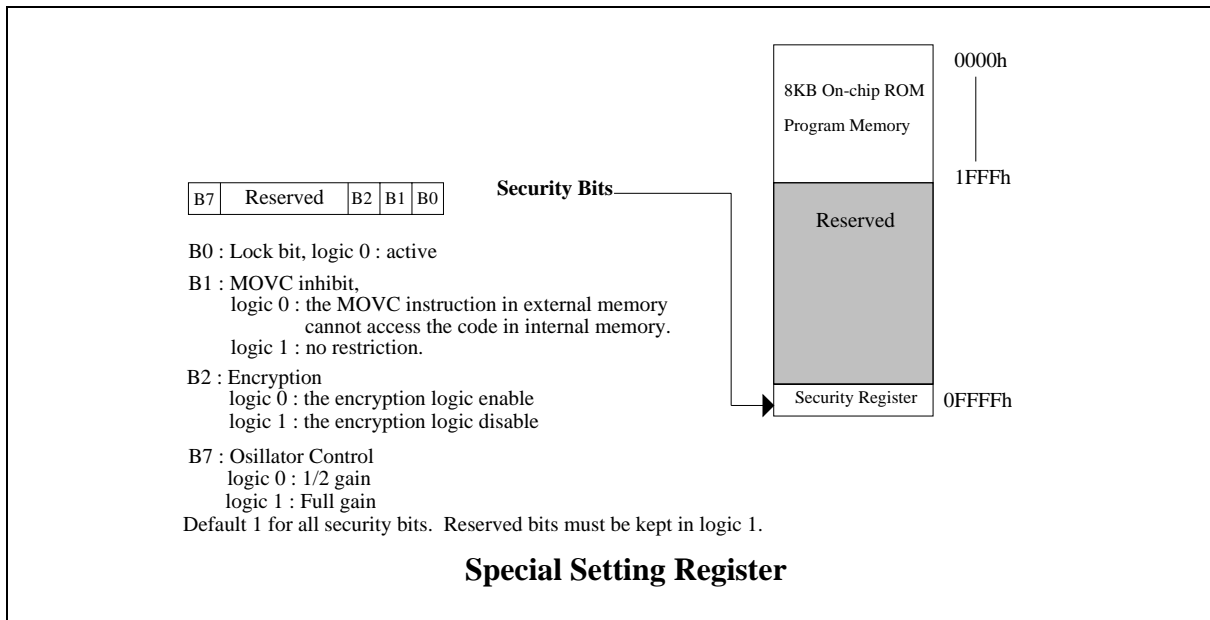 0000h
8KB On-chip ROM
Program Memory
1FFFh
B7 Reserved B2 B1 B0
Security Bits
Reserved
B0 : Lock bit, logic 0 : active
B1 : MOVC inhibit,
logic 0 : the MOVC instruction in external memory
cannot access the code in internal memory.
logic 1 : no restriction.
B2 : Encryption
logic 0 : the encryption logic enable
logic 1 : the encryption logic disable
Security Register 0FFFFh
B7 : Osillator Control
logic 0 : 1/2 gain
logic 1 : Full gain
Default 1 for all security bits. Reserved bits must be kept in logic 1.
Special Setting Register